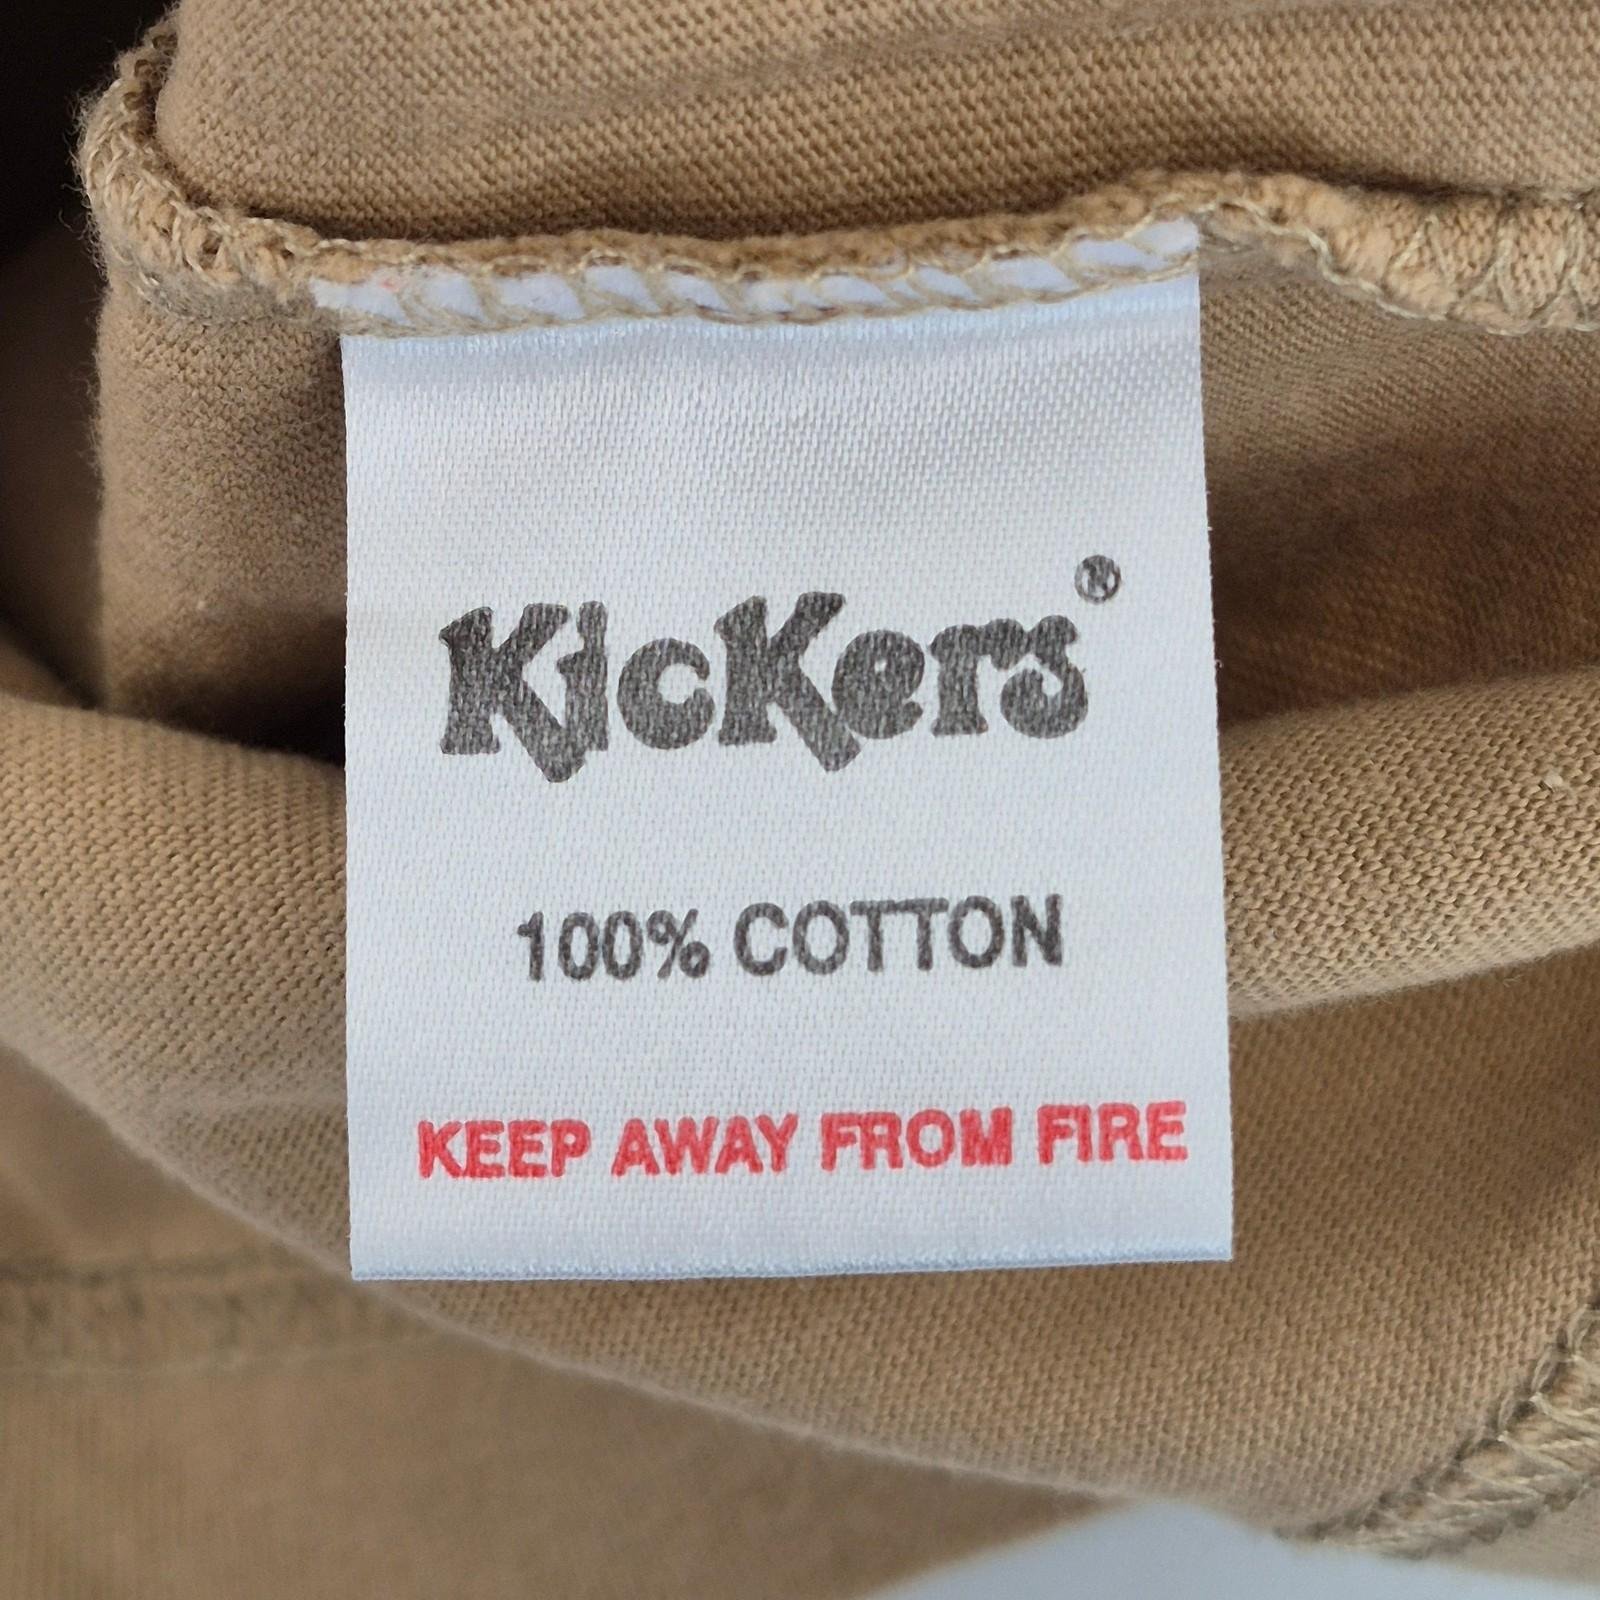 Kickers®
100% COTTON
KEEP AWAY FROM FIRE